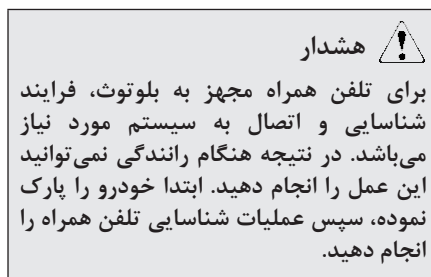 هشدار
برای تلفن همراه مجهز به بلوتوث، فرایند
شناسایی و اتصال به سیستم مورد نیاز
می‌باشد. در نتیجه هنگام رانندگی نمی‌توانید
این عمل را انجام دهید. ابتدا خودرو را پارک
نموده، سپس عملیات شناسایی تلفن همراه را
انجام دهید.